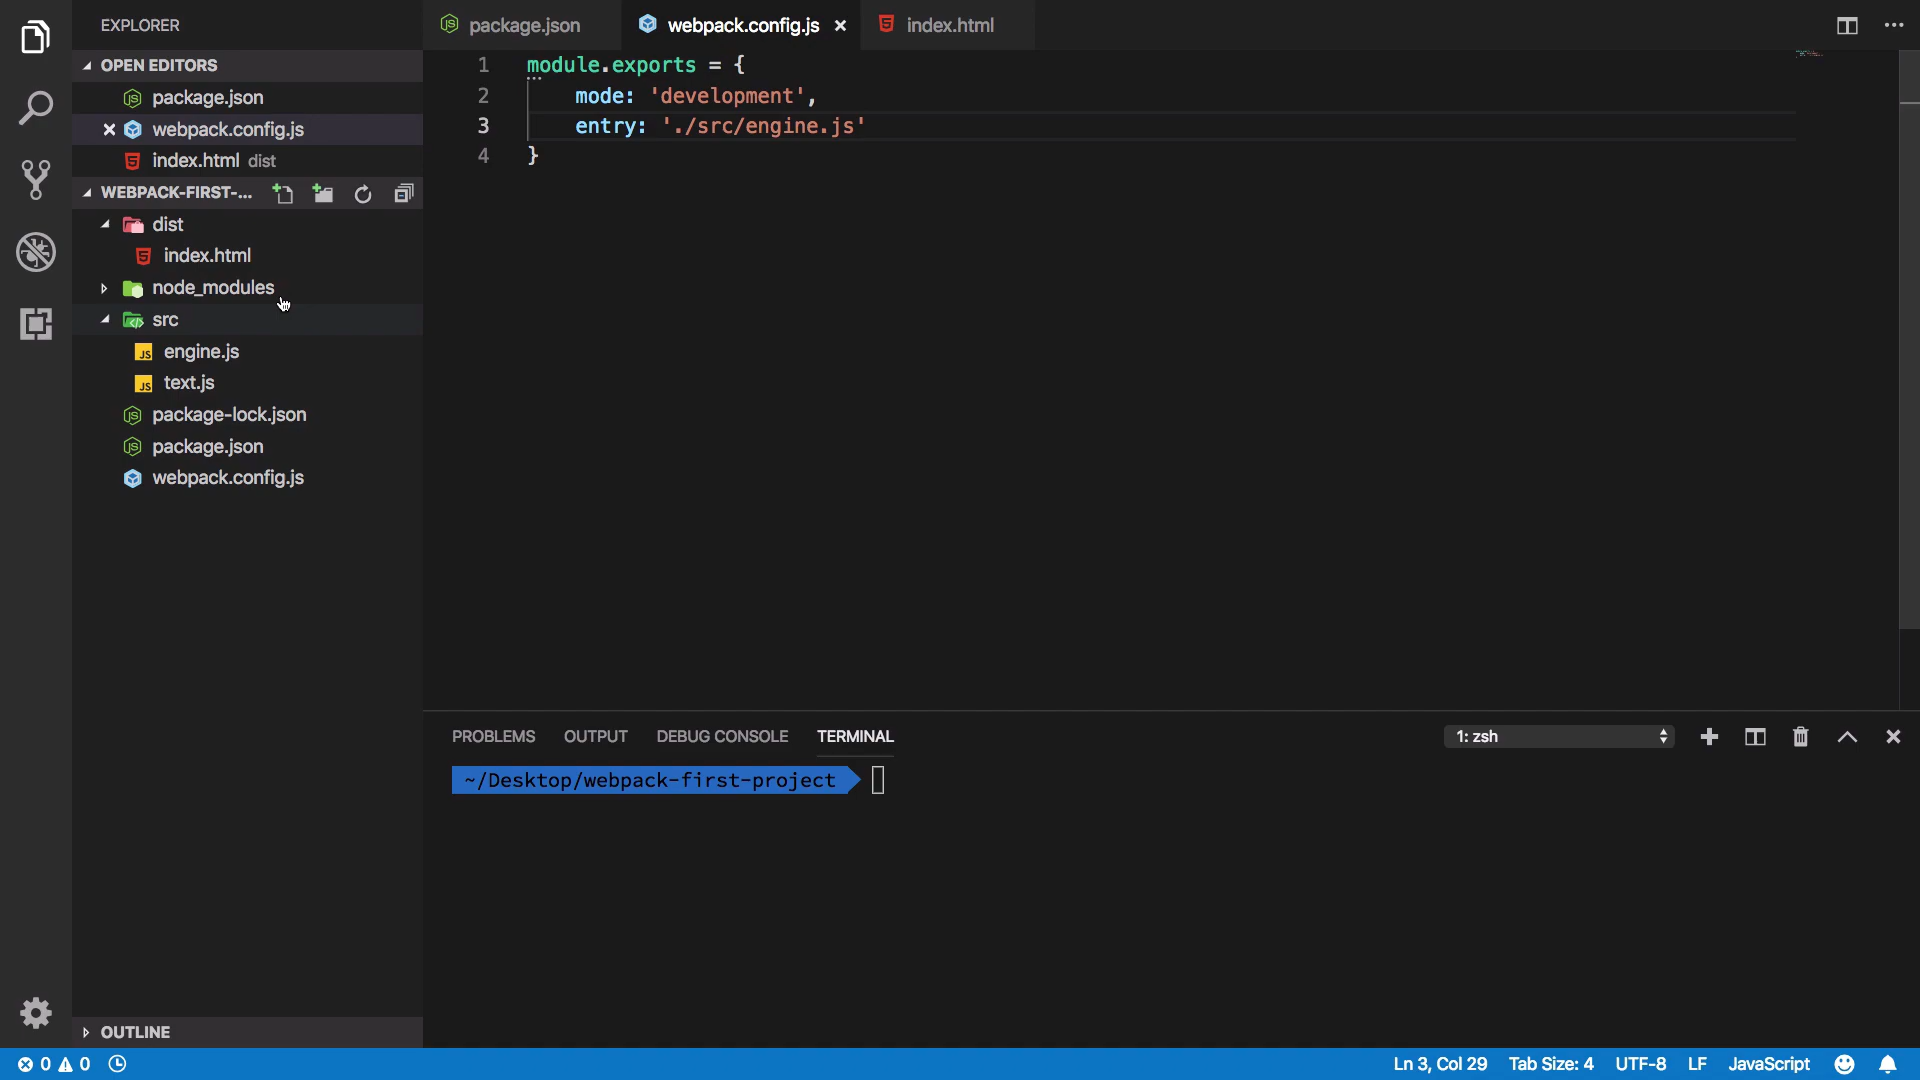 EXPLORER
OPEN EDITORS
package.json
webpack.config.js
index.html dist
WEBPACK-FIRST-...
dist
index.html
node_modules
src
engine.js
text.js
package-lock.json
package.json
webpack.config.js
OUTLINE
package.json
webpack.config.js
index.html
1 module.exports = {
2 mode: 'development',
3 entry: './src/engine.js'
4 }
PROBLEMS OUTPUT DEBUG CONSOLE TERMINAL
1: zsh
~/Desktop/webpack-first-project
0 0
Ln 3, Col 29 Tab Size: 4 UTF-8 LF JavaScript